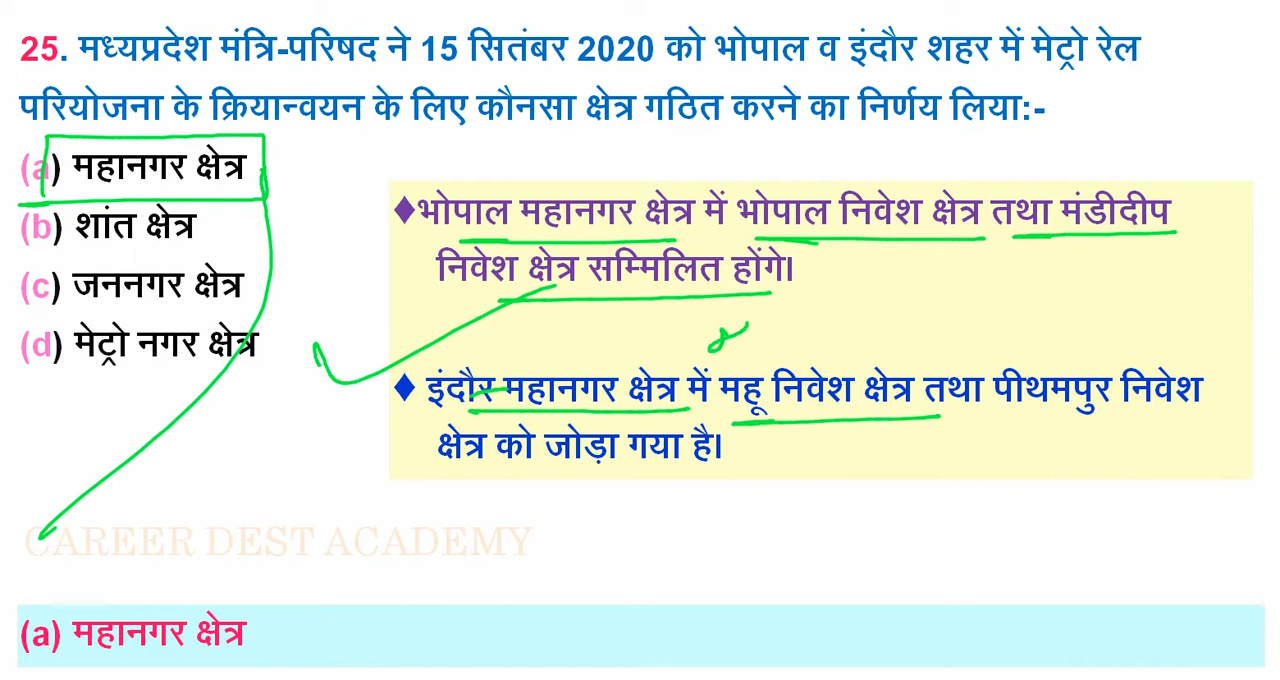 25. मध्यप्रदेश मंत्रि-परिषद ने 15 सितंबर 2020 को भोपाल व इंदौर शहर में मेट्रो रेल
परियोजना के क्रियान्वयन के लिए कौनसा क्षेत्र गठित करने का निर्णय लिया:-
(a) महानगर क्षेत्र
(b) शांत क्षेत्र
(c) जननगर क्षेत्र
(d) मेट्रो नगर क्षेत्र
♦भोपाल महानगर क्षेत्र में भोपाल निवेश क्षेत्र तथा मंडीदीप
निवेश क्षेत्र सम्मिलित होंगे।
♦ इंदौर महानगर क्षेत्र में महू निवेश क्षेत्र तथा पीथमपुर निवेश
क्षेत्र को जोड़ा गया है।
CAREER DEST ACADEMY
(a) महानगर क्षेत्र